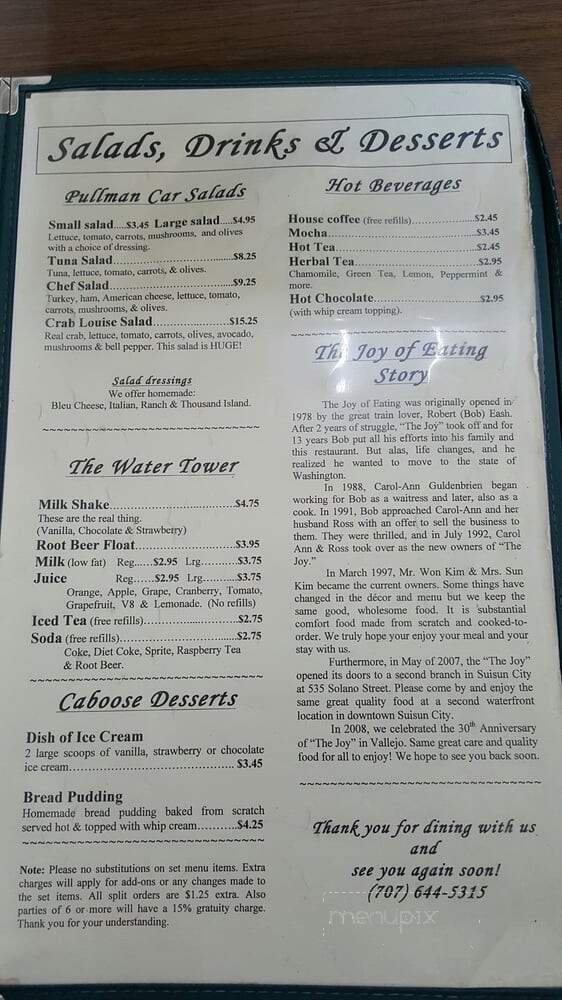 Salads, Drinks & Desserts
Pullman Car Salads
Small salad....$3.45 Large salad....$4.95
Lettuce, tomato, carrots, mushrooms, and olives
with a choice of dressing.
Tuna Salad..............................$8.25
Tuna, lettuce, tomato, carrots, & olives.
Chef Salad..............................$9.25
Turkey, ham, American cheese, lettuce, tomato,
carrots, mushrooms, & olives.
Crab Louise Salad...................$15.25
Real crab, lettuce, tomato, carrots, olives, avocado,
mushrooms & bell pepper. This salad is HUGE!
Salad dressings
We offer homemade:
Bleu Cheese, Italian, Ranch & Thousand Island.
~~~~~~~~~~~~~~~~~~~~~~~~~~~~~
The Water Tower
Milk Shake..............................$4.75
These are the real thing.
(Vanilla, Chocolate & Strawberry)
Root Beer Float........................$3.95
Milk (low fat) Reg......$2.95 Lrg.........$3.75
Juice Reg......$2.95 Lrg.........$3.75
Orange, Apple, Grape, Cranberry, Tomato,
Grapefruit, V8 & Lemonade. (No refills)
Iced Tea (free refills)........................$2.75
Soda (free refills).............................$2.75
Coke, Diet Coke, Sprite, Raspberry Tea
& Root Beer.
~~~~~~~~~~~~~~~~~~~~~~~~~~~~~
Caboose Desserts
Dish of Ice Cream
2 large scoops of vanilla, strawberry or chocolate
ice cream........................................ $3.45
Bread Pudding
Homemade bread pudding baked from scratch
served hot & topped with whip cream..........$4.25
~~~~~~~~~~~~~~~~~~~~~~~~~~~~~
Note: Please no substitutions on set menu items. Extra
charges will apply for add-ons or any changes made to
the set items. All split orders are $1.25 extra. Also
parties of 6 or more will have a 15% gratuity charge.
Thank you for your understanding.
Hot Beverages
House coffee (free refills)...............$2.45
Mocha....................................$3.45
Hot Tea...................................$2.45
Herbal Tea...............................$2.95
Chamomile, Green Tea, Lemon, Peppermint &
more.
Hot Chocolate..........................$2.95
(with whip cream topping).
~~~~~~~~~~~~~~~~~~~~~~~~~~~~~
The Joy of Eating
Story
The Joy of Eating was originally opened in
1978 by the great train lover, Robert (Bob) Eash.
After 2 years of struggle, "The Joy" took off and for
13 years Bob put all his efforts into his family and
this restaurant. But alas, life changes, and he
realized he wanted to move to the state of
Washington.
In 1988, Carol-Ann Guldenbrien began
working for Bob as a waitress and later, also as a
cook. In 1991, Bob approached Carol-Ann and her
husband Ross with an offer to sell the business to
them. They were thrilled, and in July 1992, Carol
Ann & Ross took over as the new owners of "The
Joy."
In March 1997, Mr. Won Kim & Mrs. Sun
Kim became the current owners. Some things have
changed in the décor and menu but we keep the
same good, wholesome food. It is substantial
comfort food made from scratch and cooked-to-
order. We truly hope your enjoy your meal and your
stay with us.
Furthermore, in May of 2007, the "The Joy"
opened its doors to a second branch in Suisun City
at 535 Solano Street. Please come by and enjoy the
same great quality food at a second waterfront
location in downtown Suisun City.
In 2008, we celebrated the 30th Anniversary
of "The Joy" in Vallejo. Same great care and quality
food for all to enjoy! We hope to see you back soon.
~~~~~~~~~~~~~~~~~~~~~~~~~~~~~
Thank you for dining with us
and
see you again soon!
(707) 644-5315
menupix